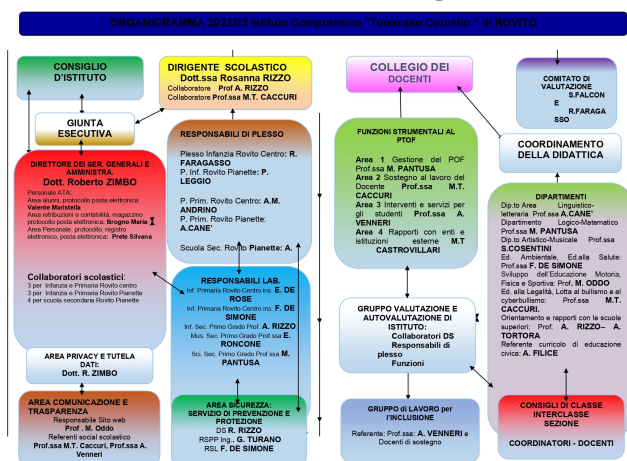 ORGANIGRAMMA 2022/23 Istituto Compressivo "Tommaso Cornelio " di ROVITO
CONSIGLIO
D'ISTITUTO
GIUNTA
ESECUTIVA
DIRETTORE DEI SER. GENERALI E
AMMINISTRA.
Dott. Roberto ZIMBO
Personale ATA:
Area alunni, protocollo posta elettronica:
Valente Maristella
Area retribuzioni e contabilità, magazzino
protocollo posta elettronica: Brogno Maria
Area Personale, protocollo, registro
elettronico, posta elettronica: Prete Silvana
Collaboratori scolastici:
3 per Infanzia e Primaria Rovito centro
3 per Infanzia e Primaria Rovito Pianette
4 per scuola secondaria Rovito Pianette
AREA PRIVACY E TUTELA
DATI:
Dott. R. ZIMBO
AREA COMUNICAZIONE E
TRASPARENZA
Responsabile Sito web
Prof . M. Oddo
Referenti social scolastico
Prof.ssa M.T. Caccuri, Prof.ssa A.
Venneri
DIRIGENTE SCOLASTICO
Dott.ssa Rosanna RIZZO
Collaboratore Prof A. RIZZO
Collaboratore Prof.ssa M.T. CACCURI
RESPONSABILI DI PLESSO
Plesso Infanzia Rovito Centro: R.
FARAGASSO
P. Inf. Rovito Pianette: P.
LEGGIO
P. Prim. Rovito Centro: A.M.
ANDRINO
P. Prim. Rovito Pianette:
A.CANE'
Scuola Sec. Rovito Pianette: A.
RESPONSABILI LAB.
Inf. Primaria Rovito Centro ins. E. DE
ROSE
Inf. Primaria Rovito Centro ins. F. DE
SIMONE
Inf. Sec. Primo Grado Prof. A. RIZZO
Mus. Sec. Primo Grado Prof.ssa E.
RONCONE
Sci. Sec. Primo Grado Prof.ssa M.
PANTUSA
AREA SICUREZZA:
SERVIZIO DI PREVENZIONE E
PROTEZIONE
DS R. RIZZO
RSPP Ing., G. TURANO
RSL F. DE SIMONE
COLLEGIO DEI
DOCENTI
FUNZIONI STRUMENTALI AL
PTOF
Area 1 Gestione del POF
Prof.ssa M. PANTUSA
Area 2 Sostegno al lavoro del
Docente Prof.ssa M.T.
CACCURI
Area 3 Interventi e servizi per
gli studenti Prof.ssa A.
VENNERI
Area 4 Rapporti con enti e
istituzioni esterne M.T
CASTROVILLARI
GRUPPO VALUTAZIONE E
AUTOVALUTAZIONE DI
ISTITUTO:
Collaboratori DS
Responsabili di
plesso
Funzioni
GRUPPO di LAVORO per
l'INCLUSIONE
Referente: Prof.ssa: A. VENNERI e
Docenti di sostegno
COMITATO DI
VALUTAZIONE
S.FALCON
E
R.FARAGA
SSO
COORDINAMENTO
DELLA DIDATTICA
DIPARTIMENTI
Dip.to Area Linguistico-
letteraria Prof.ssa A.CANE'
Dipartimento Logico-Matematico
Prof.ssa M. PANTUSA
Dip.to Artistico-Musicale Prof.ssa
S.COSENTINI
Ed. Ambientale, Ed.alla Salute:
Prof.ssa F. DE SIMONE
Sviluppo dell'Educazione Motoria,
Fisica e Sportiva: Prof. M. ODDO
Ed. alla Legalità, Lotta al bullismo e al
cyberbullismo: Prof.ssa M.T.
CACCURI.
Orientamento e rapporti con le scuole
superiori: Prof. A. RIZZO– A.
TORTORA
Referente curricolo di educazione
civica: A. FILICE
CONSIGLI DI CLASSE
INTERCLASSE
SEZIONE
COORDINATORI - DOCENTI